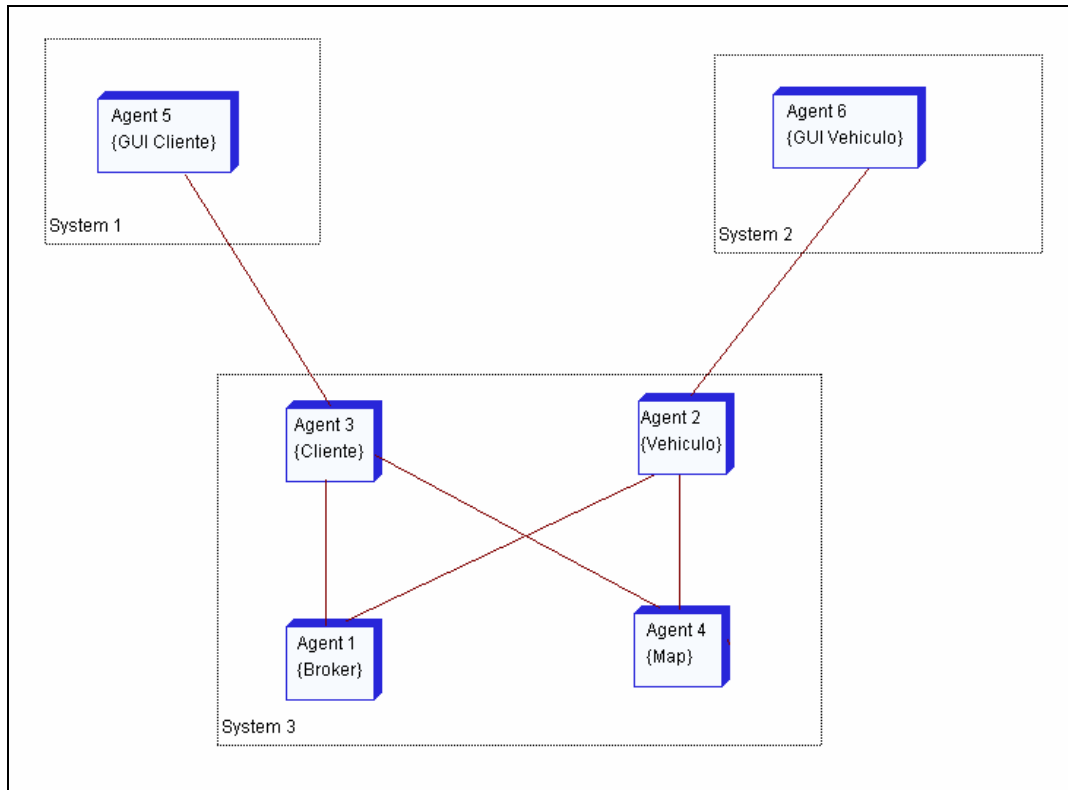 Agent 5
{GUI Cliente}
System 1
Agent 6
{GUI Vehiculo}
System 2
Agent 3
{Cliente}
Agent 2
{Vehiculo}
Agent 1
{Broker}
Agent 4
{Map}
System 3